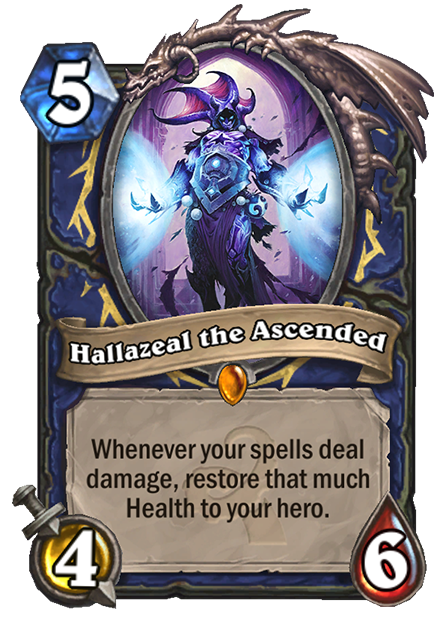 5
Hallazeal the Ascended
Whenever your spells deal
damage, restore that much
Health to your hero.
4
6